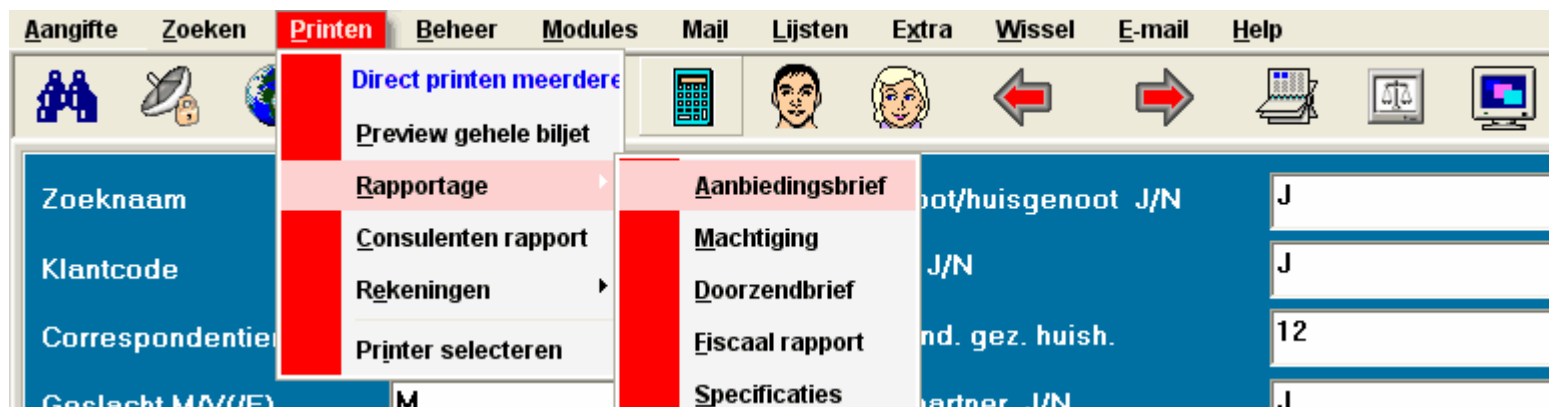 Aangifte Zoeken Printen Beheer Modules Mail Lijsten Extra Wissel E-mail Help
Direct printen meerdere
Preview gehele biljet
Rapportage
Consulenten rapport
Rekeningen
Printer selecteren
Aanbiedingsbrief
Machtiging
Doorzendbrief
Fiscaal rapport
Specificaties
Zoeknaam
oot/huisgenoot J/N J
Klantcode
J/N J
Correspondentie
nd. gez. huish. 12
Geslacht M/V(/E) M
partner J/N J